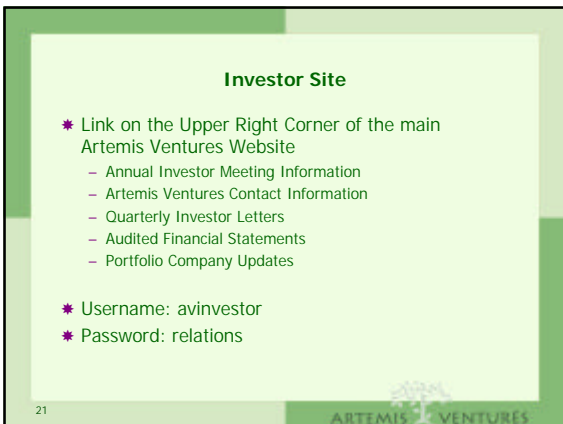 Investor Site
✷ Link on the Upper Right Corner of the main
Artemis Ventures Website
– Annual Investor Meeting Information
– Artemis Ventures Contact Information
– Quarterly Investor Letters
– Audited Financial Statements
– Portfolio Company Updates
✷ Username: avinvestor
✷ Password: relations
21
ARTEMIS VENTURES